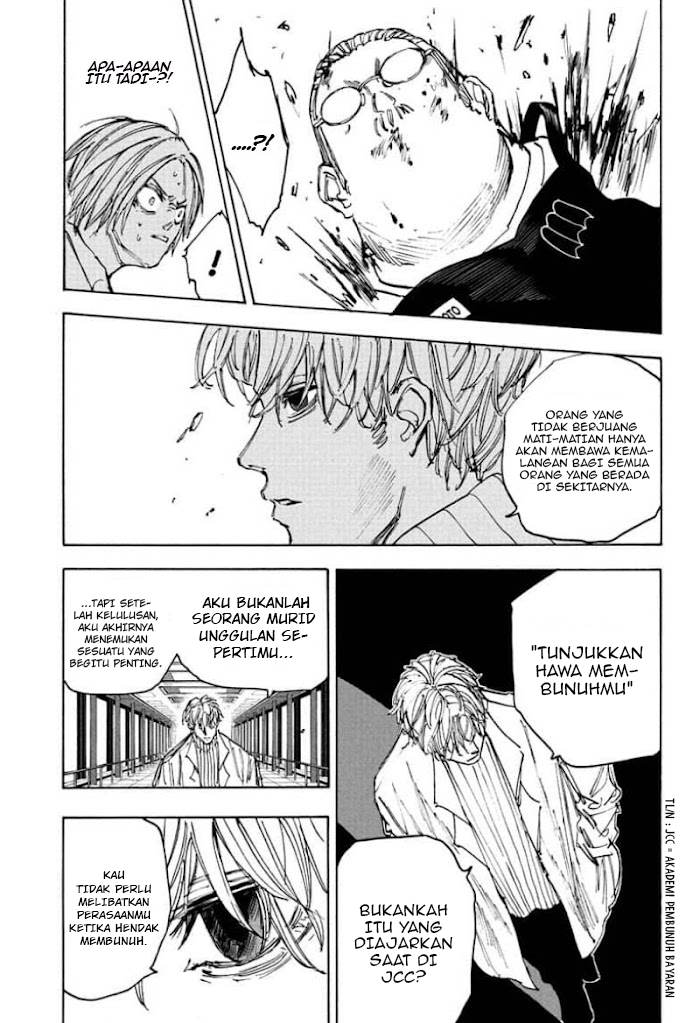 .....?!
APA-APAAN
ITU TADI-?!
!
OTO
ORANG YANG
TIDAK BERJUANG
MATI-MATIAN HANYA
AKAN MEMBAWA KEMA-
LANGAN BAGI SEMUA
ORANG YANG BERADA
DI SEKITARNYA.
"TUNJUKKAN
HAWA MEM-
BUNUHMU"
BUKANKAH
ITU YANG
DIAJARKAN
SAAT DI
JCC?
AKU BUKANLAH
SEORANG MURID
UNGGULAN SE-
PERTIMU...
...TAPI SETE-
LAH KELULUSAN,
AKU AKHIRNYA
MENEMUKAN
SESUATU YANG
BEGITU PENTING.
KAU
TIDAK PERLU
MELIBATKAN
PERASAANMU
KETIKA HENDAK
MEMBUNUH.
TL/N : JCC = AKADEMI PEMBUNUH BAYARAN